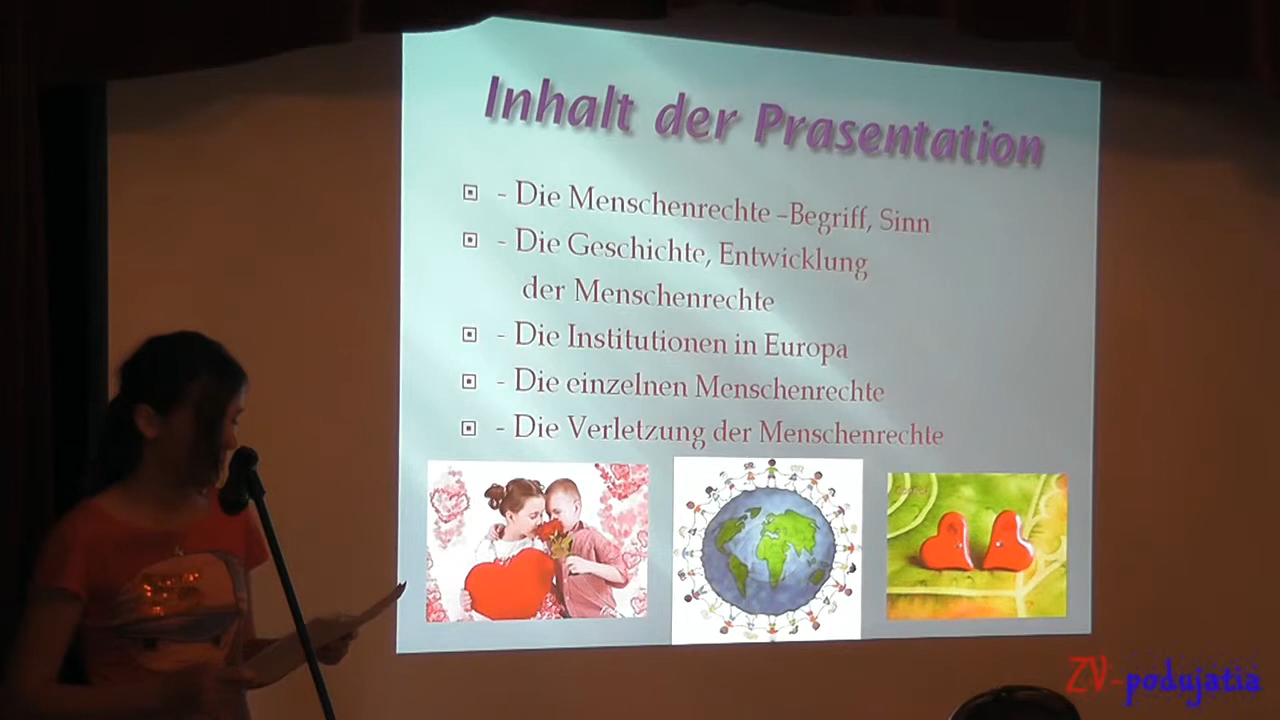 Inhalt der Prasentation
- Die Menschenrechte –Begriff, Sinn
- Die Geschichte, Entwicklung
der Menschenrechte
- Die Institutionen in Europa
- Die einzelnen Menschenrechte
- Die Verletzung der Menschenrechte
ZV-podujatia